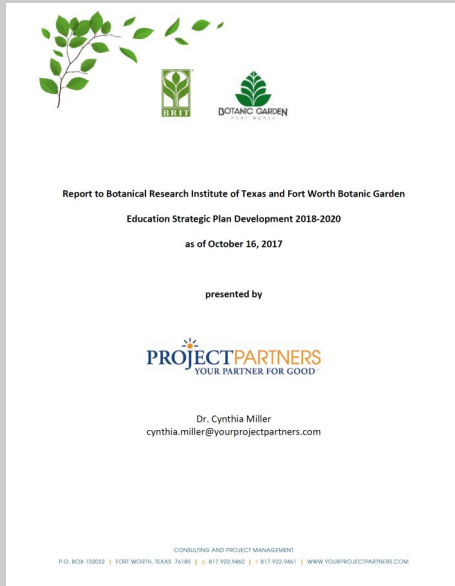 BRIT
BOTANIC GARDEN
FORT WORTH
Report to Botanical Research Institute of Texas and Fort Worth Botanic Garden
Education Strategic Plan Development 2018-2020
as of October 16, 2017
presented by
PROJECTPARTNERS
YOUR PARTNER FOR GOOD
Dr. Cynthia Miller
cynthia.miller@yourprojectpartners.com
CONSULTING AND PROJECT MANAGEMENT
P.O. BOX 102022 | FORT WORTH, TEXAS 76185 | p: 817.922.9460 | f: 817.922.9461 | WWW.YOURPROJECTPARTNERS.COM